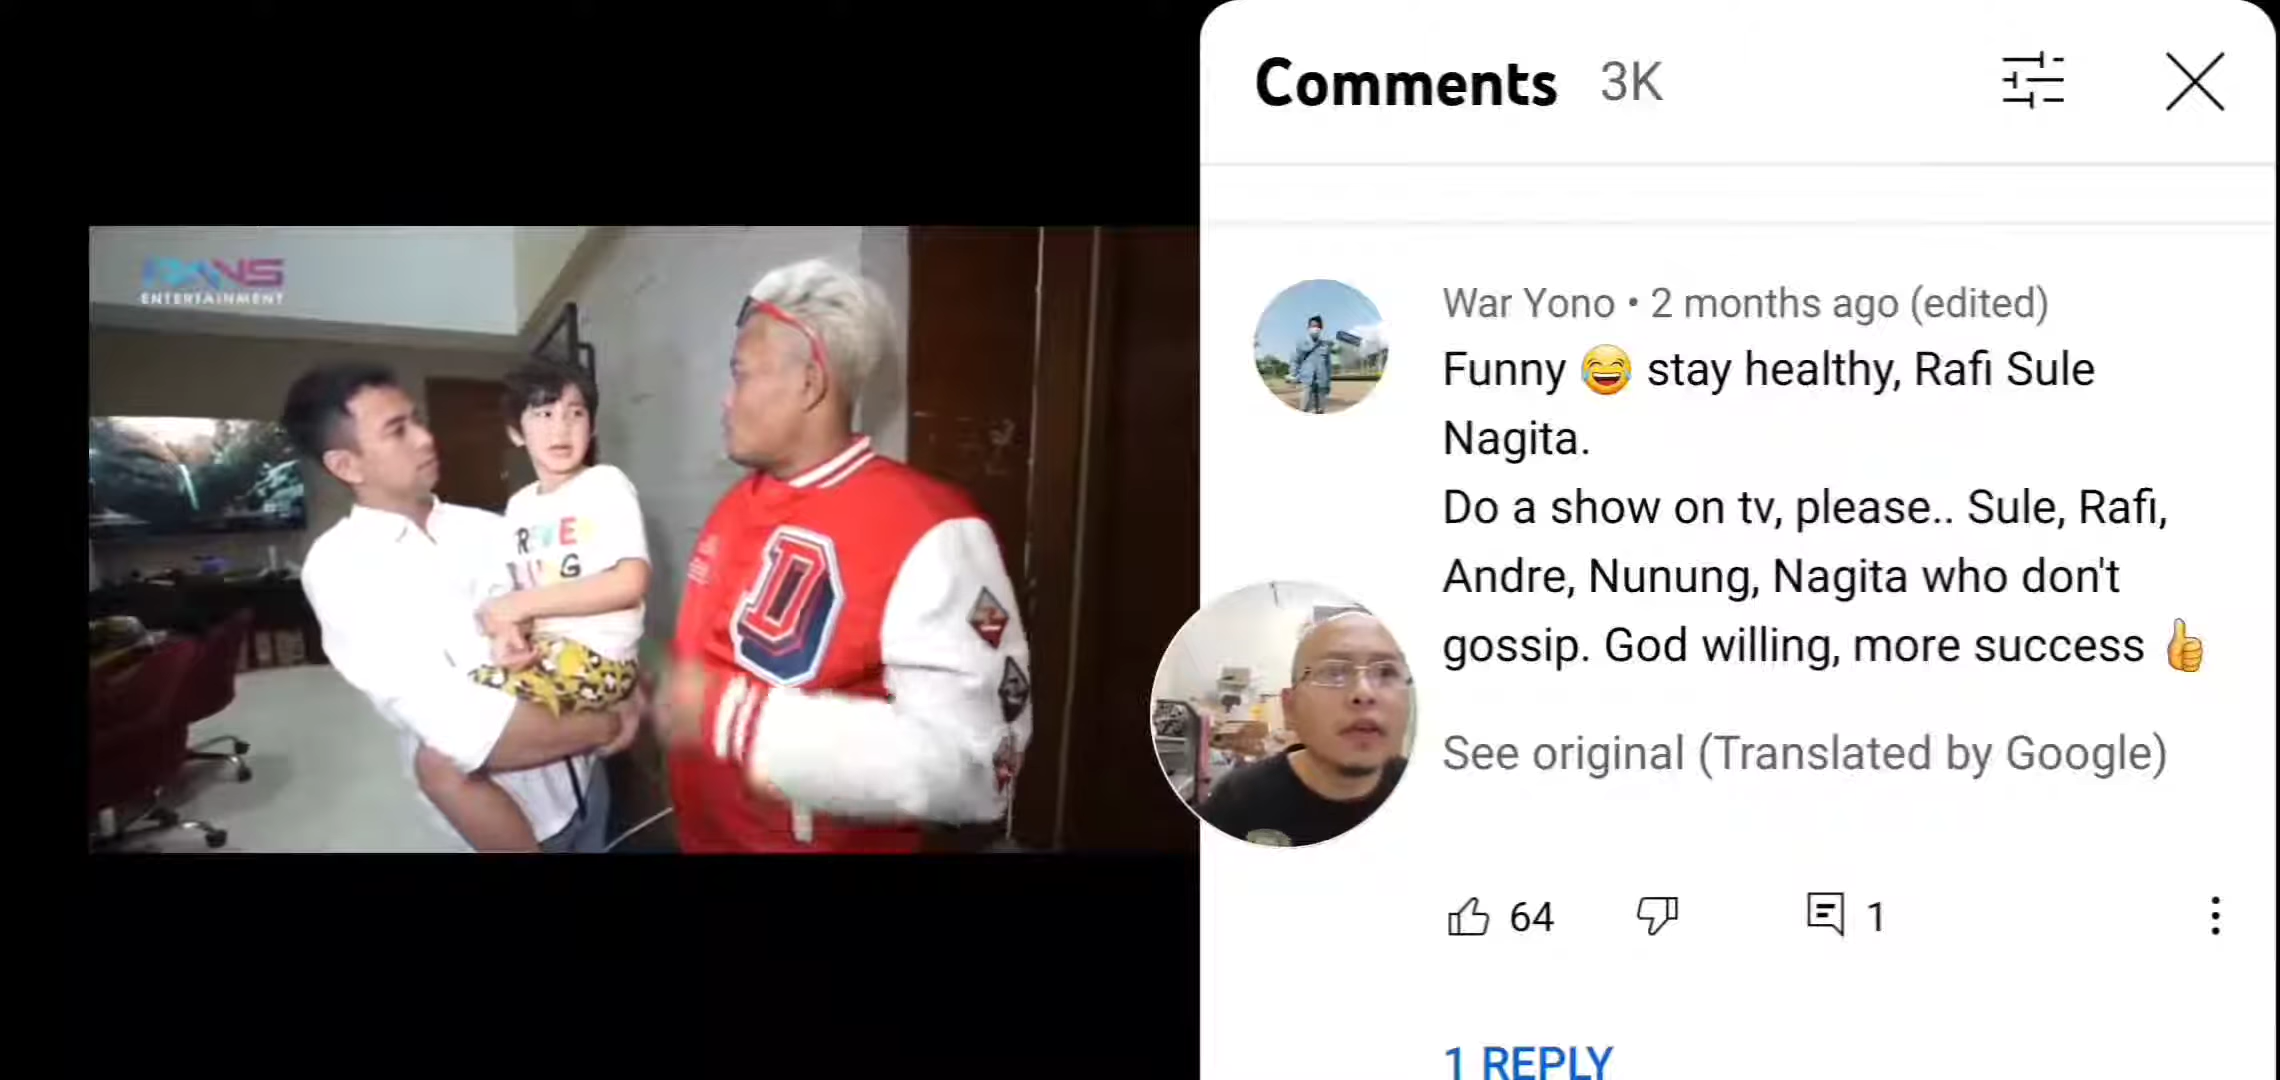 RANS
ENTERTAINMENT
D
Comments 3K
War Yono • 2 months ago (edited)
Funny 😂 stay healthy, Rafi Sule
Nagita.
Do a show on tv, please.. Sule, Rafi,
Andre, Nunung, Nagita who don't
gossip. God willing, more success 👍
See original (Translated by Google)
64
1
1 REPLY